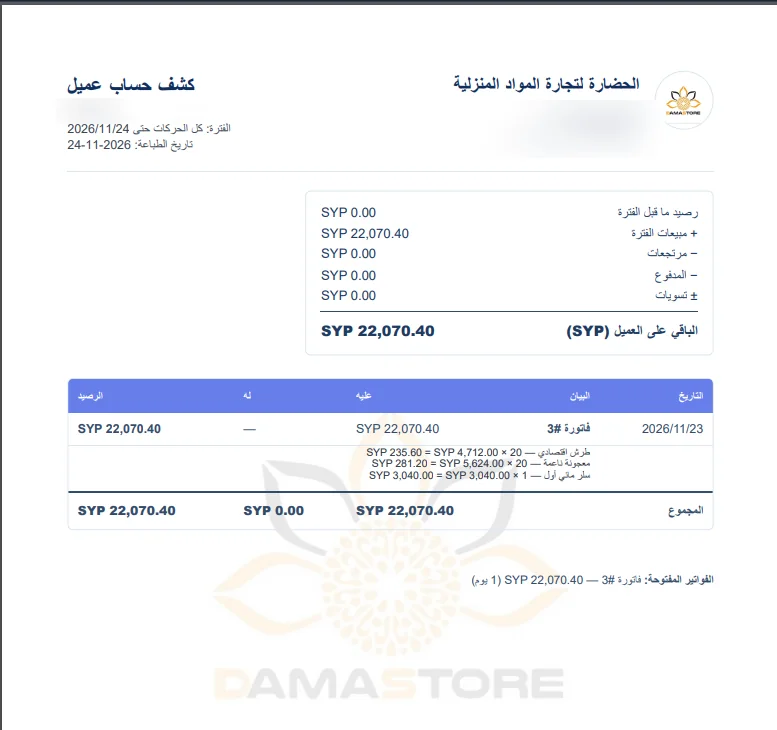 الحضارة لتجارة المواد المنزلية
DAMASTORE
كشف حساب عميل
الفترة: كل الحركات حتى 2026/11/24
تاريخ الطباعة: 2026-11-24
رصيد ما قبل الفترة SYP 0.00
+ مبيعات الفترة SYP 22,070.40
− مرتجعات SYP 0.00
− المدفوع SYP 0.00
± تسويات SYP 0.00
الباقي على العميل (SYP) SYP 22,070.40
التاريخ البيان عليه له الرصيد
2026/11/23 فاتورة #3 SYP 22,070.40 — SYP 22,070.40
طرش اقتصادي — 20 × SYP 235.60 = SYP 4,712.00
معجونة ناعمة — 20 × SYP 281.20 = SYP 5,624.00
سلر ماتي أول — 1 × SYP 3,040.00 = SYP 3,040.00
المجموع SYP 22,070.40 SYP 0.00 SYP 22,070.40
الفواتير المفتوحة: فاتورة #3 — SYP 22,070.40 (1 يوم)
DAMASTORE